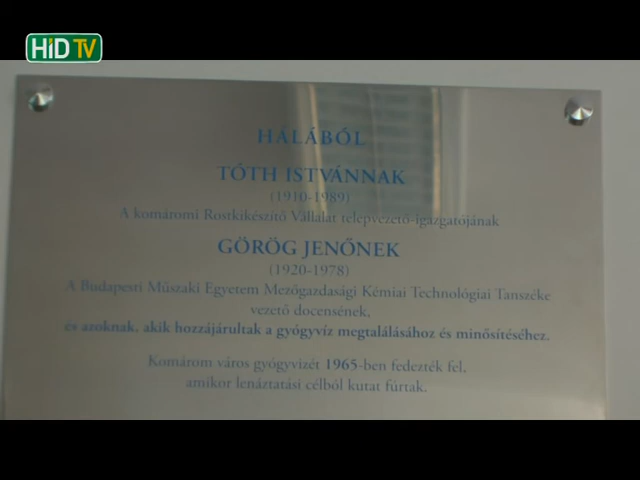 HiD TV
HÁLÁBÓL
TÓTH ISTVÁNNAK
(1910-1989)
A komáromi Rostkikészítő Vállalat telepvezető-igazgatójának
GÖRÖG JENŐNEK
(1920-1978)
A Budapesti Műszaki Egyetem Mezőgazdasági Kémiai Technológiai Tanszéke
vezető docensének,
és azoknak, akik hozzájárultak a gyógyvíz megtalálásához és minősítéséhez.
Komárom város gyógyvizét 1965-ben fedezték fel,
amikor lenáztatási célból kutat fúrtak.